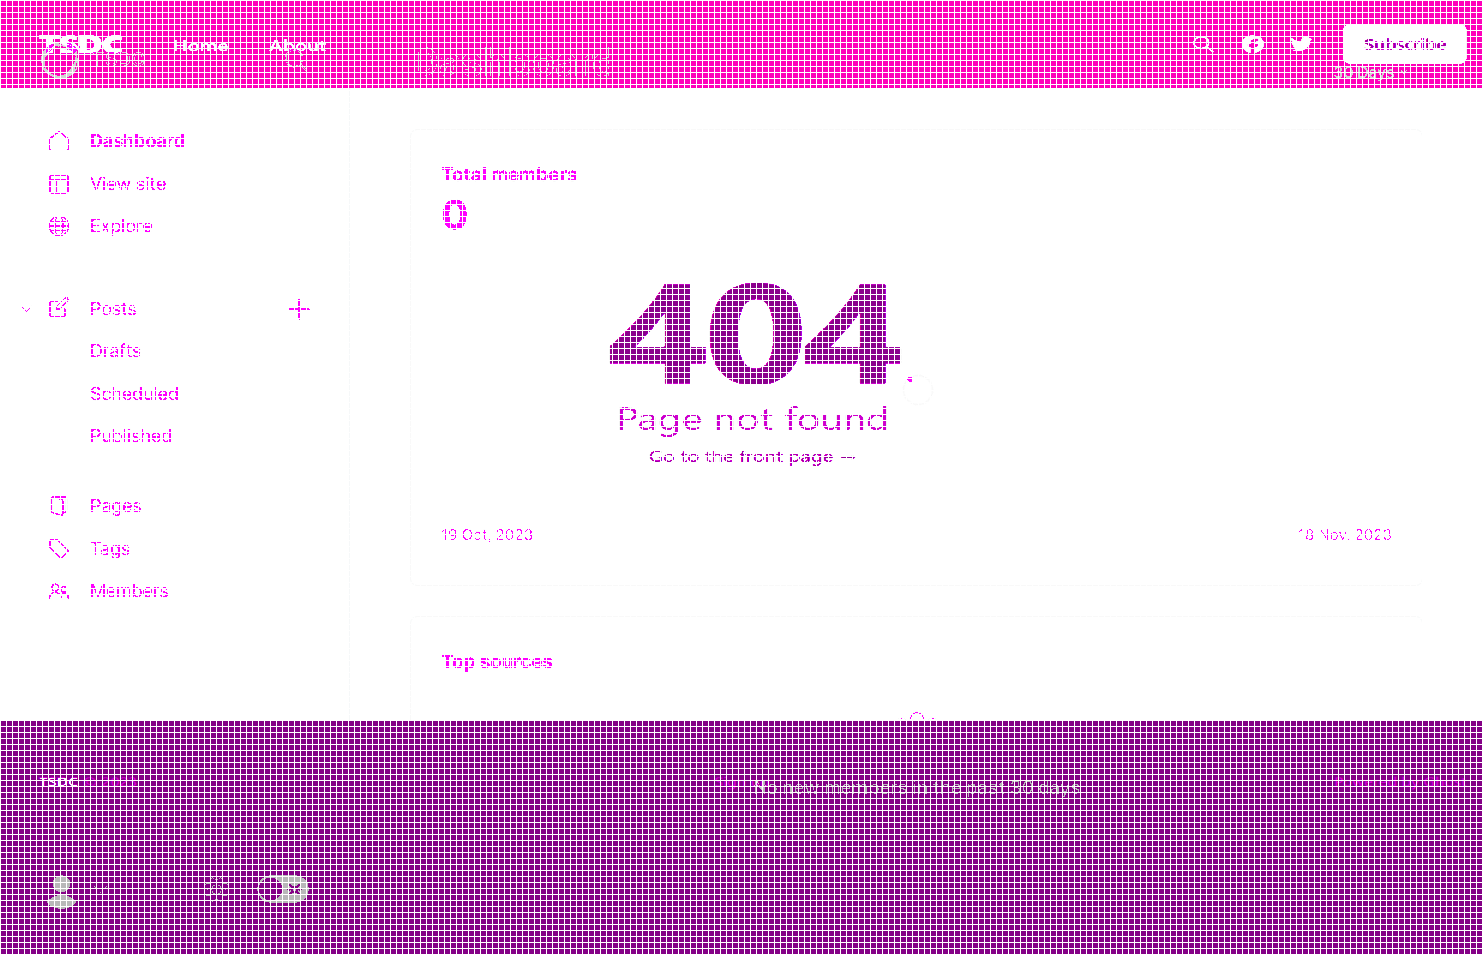 TSDC Home About Subscribe
TSDC Dashboard
30 Days
Dashboard
View site
Explore
Posts
Drafts
Scheduled
Published
Pages
Tags
Members
Total members
0
404
Page not found
Go to the front page →
19 Oct, 2023 18 Nov, 2023
Top sources
TSDC
No new members in the past 30 days